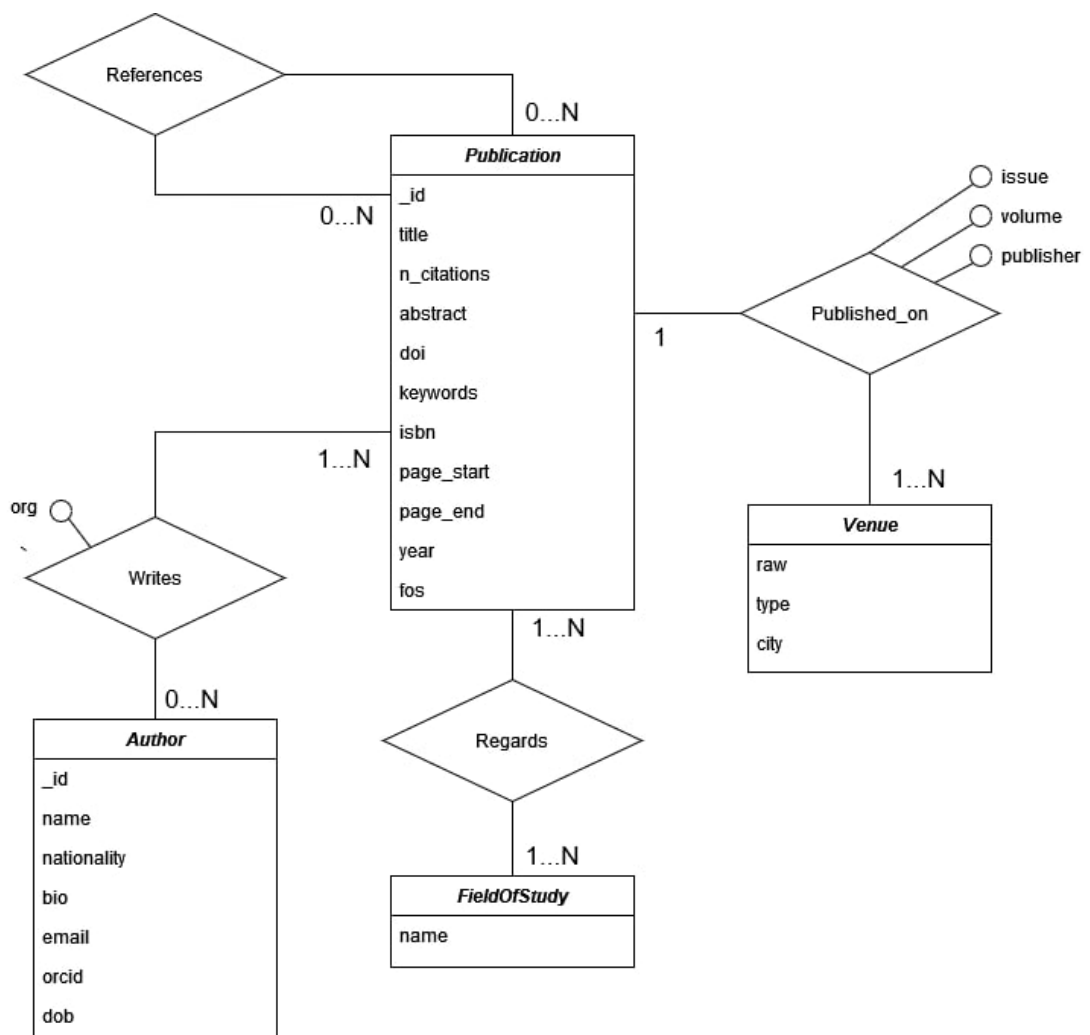 References
0...N
Publication
_id
title
n_citations
abstract
doi
keywords
isbn
page_start
page_end
year
fos
0...N
issue
volume
publisher
Published_on
1
1...N
Venue
raw
type
city
1...N
org
Writes
0...N
Author
_id
name
nationality
bio
email
orcid
dob
1...N
Regards
1...N
FieldOfStudy
name